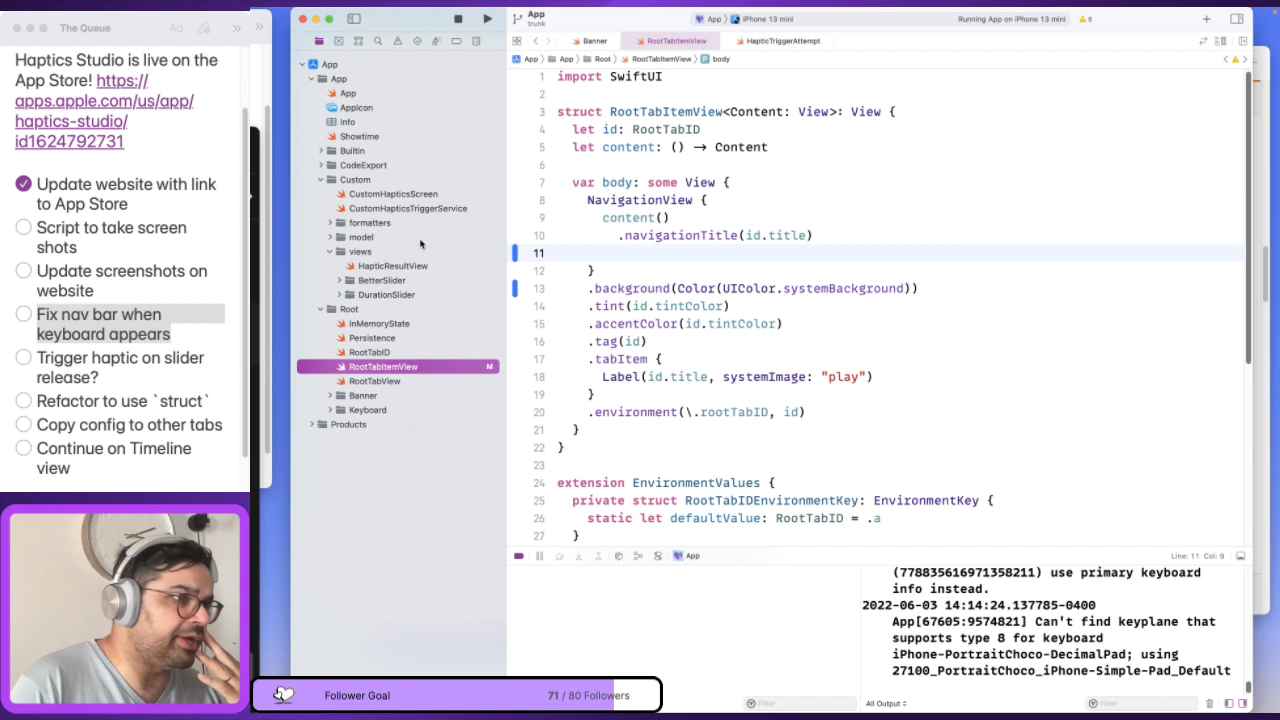 The Queue
Haptics Studio is live on the
App Store! https://
apps.apple.com/us/app/
haptics-studio/
id1624792731
Update website with link
to App Store
Script to take screen
shots
Update screenshots on
website
Fix nav bar when
keyboard appears
Trigger haptic on slider
release?
Refactor to use `struct`
Copy config to other tabs
Continue on Timeline
view
App
trunk
App
iPhone 13 mini
Running App on iPhone 13 mini
6
Banner
RootTabItemView
HapticTriggerAttempt
App
App
Root
RootTabItemView
body
App
App
App
AppIcon
Info
Showtime
Builtin
CodeExport
Custom
CustomHapticsScreen
CustomHapticsTriggerService
formatters
model
views
HapticResultView
BetterSlider
DurationSlider
Root
InMemoryState
Persistence
RootTabID
RootTabItemView M
RootTabView
Banner
Keyboard
Products
1 import SwiftUI
2
3 struct RootTabItemView<Content: View>: View {
4 let id: RootTabID
5 let content: () -> Content
6
7 var body: some View {
8 NavigationView {
9 content()
10 .navigationTitle(id.title)
11
12 }
13 .background(Color(UIColor.systemBackground))
14 .tint(id.tintColor)
15 .accentColor(id.tintColor)
16 .tag(id)
17 .tabItem {
18 Label(id.title, systemImage: "play")
19 }
20 .environment(\.rootTabID, id)
21 }
22 }
23
24 extension EnvironmentValues {
25 private struct RootTabIDEnvironmentKey: EnvironmentKey {
26 static let defaultValue: RootTabID = .a
27 }
App
Line: 11 Col: 9
(778835616971358211) use primary keyboard
info instead.
2022-06-03 14:14:24.137785-0400
App[67605:9574821] Can't find keyplane that
supports type 8 for keyboard
iPhone-PortraitChoco-DecimalPad; using
27100_PortraitChoco_iPhone-Simple-Pad_Default
Filter
All Output
Filter
Follower Goal
71 / 80 Followers